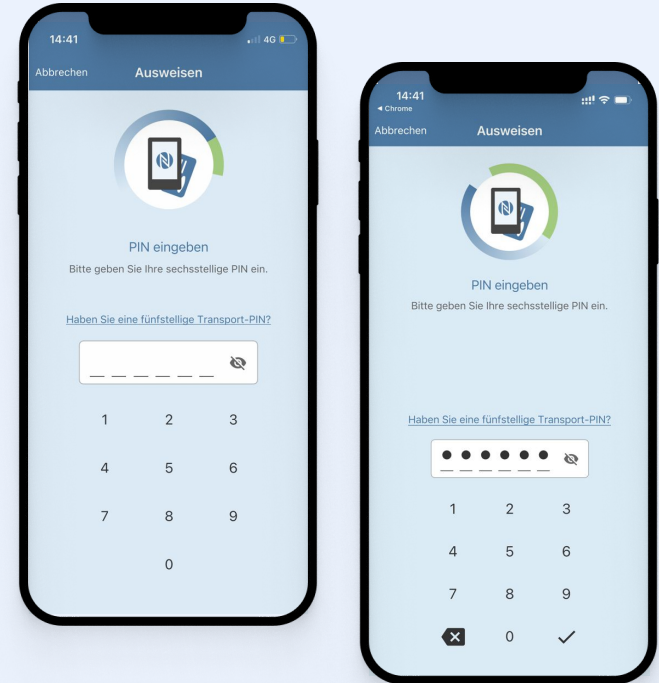 14:41
4G
Abbrechen
Ausweisen
PIN eingeben
Bitte geben Sie Ihre sechsstellige PIN ein.
Haben Sie eine fünfstellige Transport-PIN?
1 2 3
4 5 6
7 8 9
0
14:41
◄ Chrome
Abbrechen
Ausweisen
PIN eingeben
Bitte geben Sie Ihre sechsstellige PIN ein.
Haben Sie eine fünfstellige Transport-PIN?
1 2 3
4 5 6
7 8 9
0